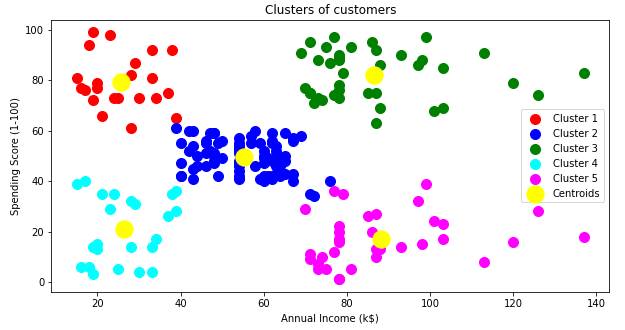 Clusters of customers
100
80
60
40
20
0
Spending Score (1-100)
Cluster 1
Cluster 2
Cluster 3
Cluster 4
Cluster 5
Centroids
20
40
60
80
100
120
140
Annual Income (k$)